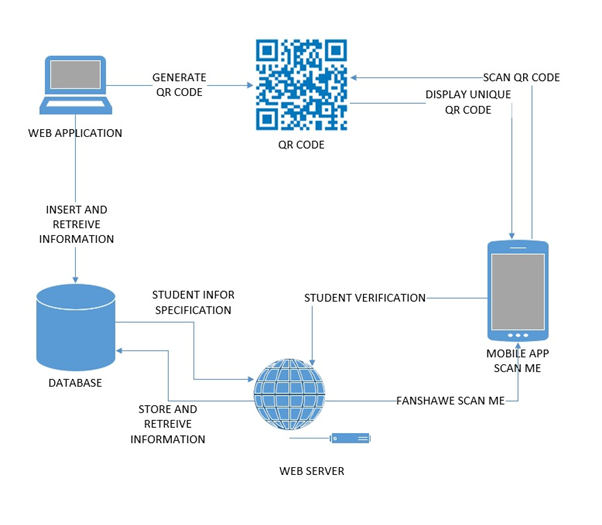 GENERATE
QR CODE
SCAN QR CODE
DISPLAY UNIQUE
QR CODE
WEB APPLICATION
QR CODE
INSERT AND
RETREIVE
INFORMATION
STUDENT INFOR
SPECIFICATION
STUDENT VERIFICATION
MOBILE APP
SCAN ME
DATABASE
FANSHAWE SCAN ME
STORE AND
RETREIVE
INFORMATION
WEB SERVER